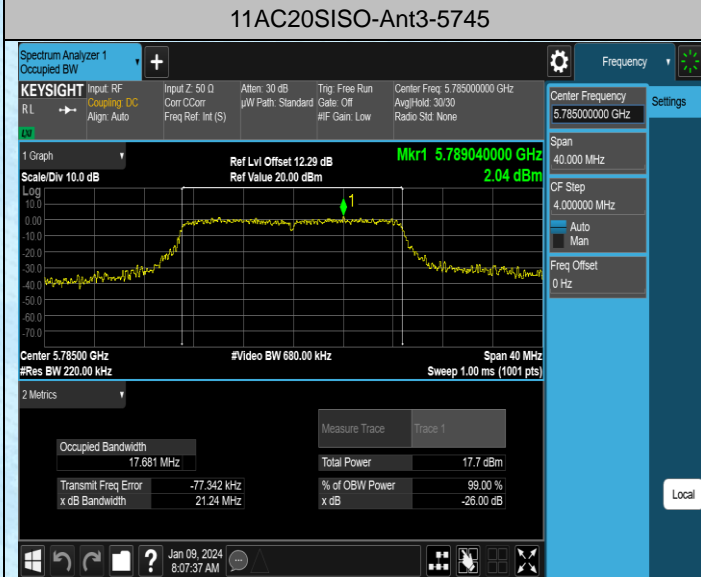 11AC20SISO-Ant3-5745
Spectrum Analyzer 1
Occupied BW
Frequency
KEYSIGHT
RL
Input: RF
Coupling: DC
Align: Auto
Input Z: 50 Ω
Corr CCorr
Freq Ref: Int (S)
Atten: 30 dB
µW Path: Standard
Trig: Free Run
Gate: Off
#IF Gain: Low
Center Freq: 5.785000000 GHz
Avg|Hold: 30/30
Radio Std: None
1 Graph
Scale/Div 10.0 dB
Ref Lvl Offset 12.29 dB
Ref Value 20.00 dBm
Mkr1 5.789040000 GHz
2.04 dBm
Log
10.0
0.00
-10.0
-20.0
-30.0
-40.0
-50.0
-60.0
-70.0
1
Center 5.78500 GHz
#Video BW 680.00 kHz
Span 40 MHz
#Res BW 220.00 kHz
Sweep 1.00 ms (1001 pts)
2 Metrics
Measure Trace
Trace 1
Occupied Bandwidth
17.681 MHz
Total Power
17.7 dBm
Transmit Freq Error
-77.342 kHz
% of OBW Power
99.00 %
x dB Bandwidth
21.24 MHz
x dB
-26.00 dB
Center Frequency
5.785000000 GHz
Settings
Span
40.000 MHz
CF Step
4.000000 MHz
Auto
Man
Freq Offset
0 Hz
Local
Jan 09, 2024
8:07:37 AM